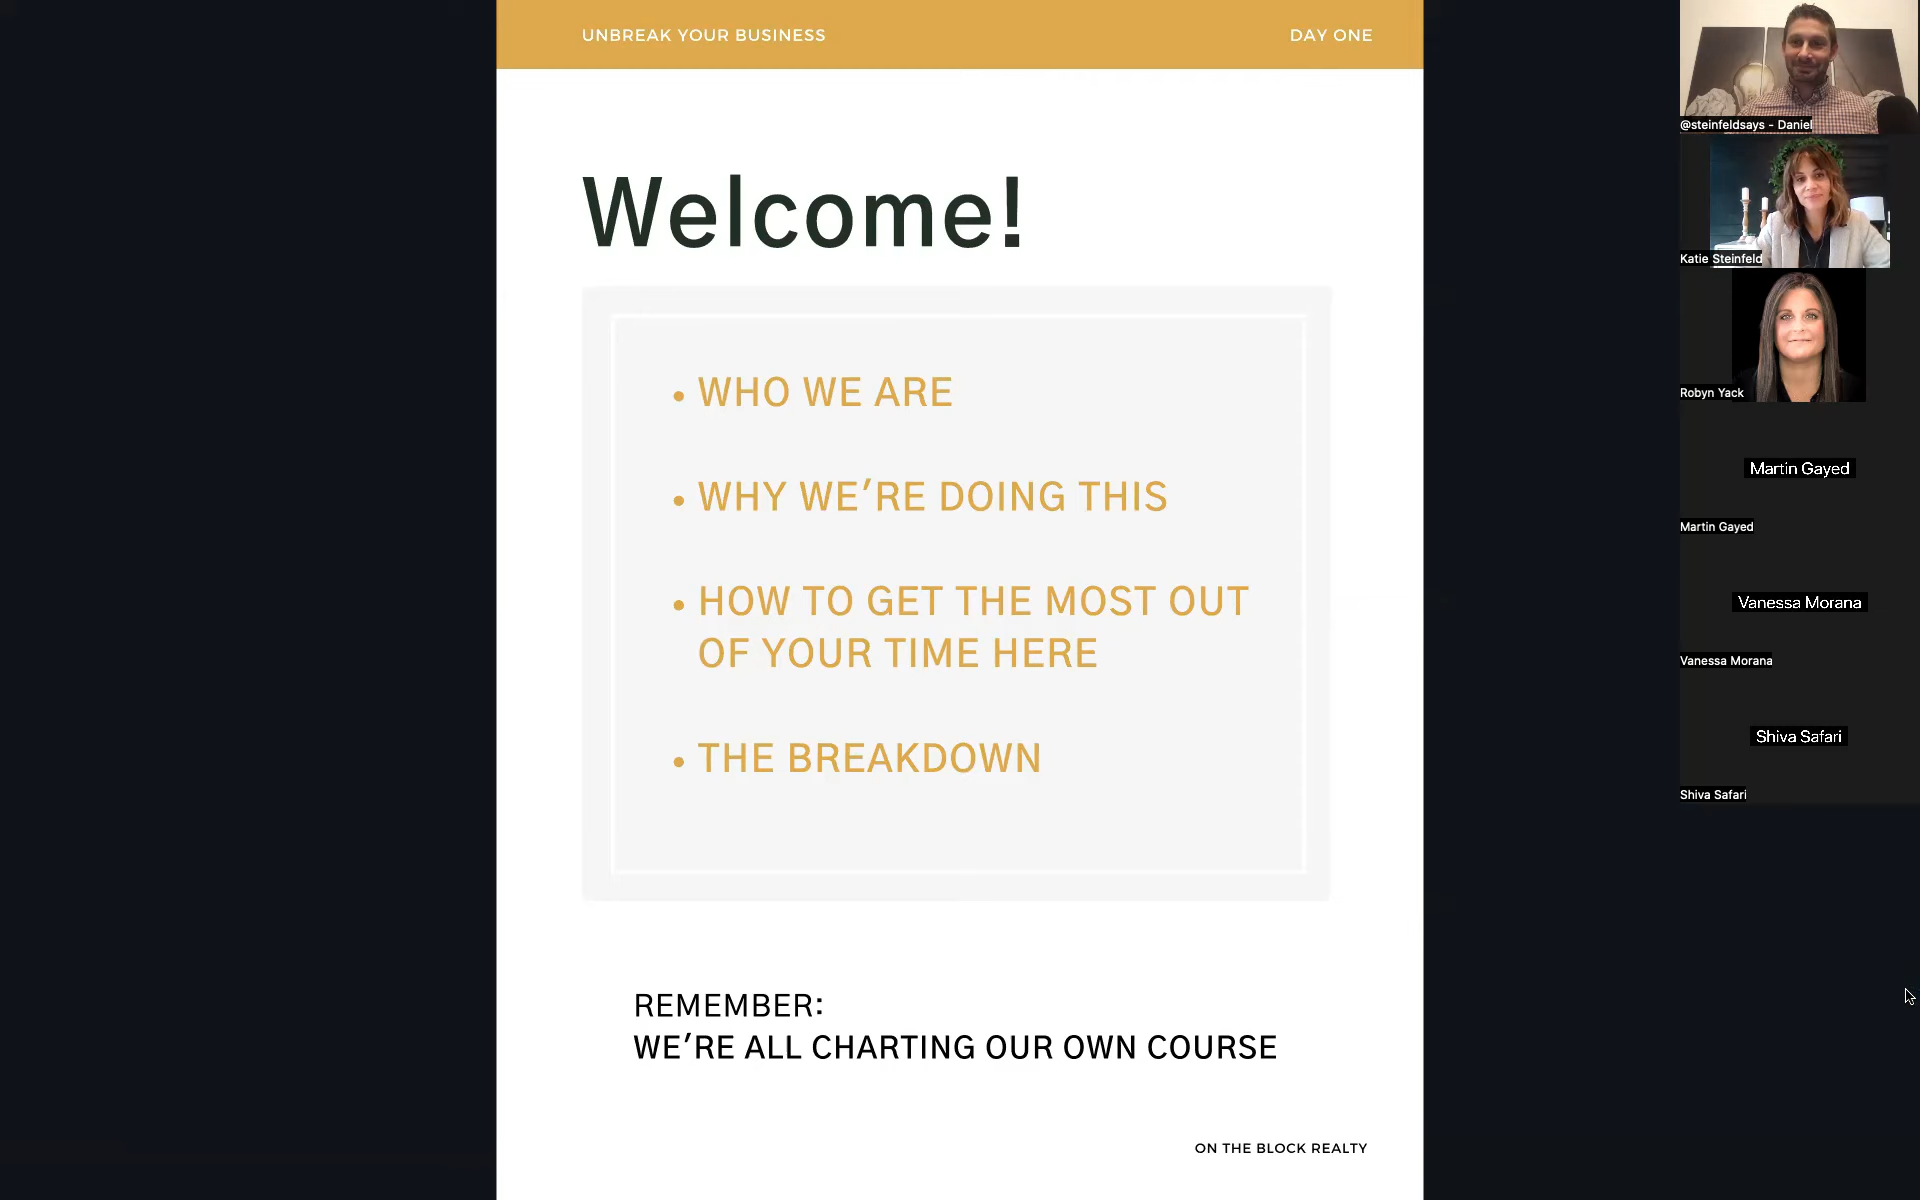 UNBREAK YOUR BUSINESS
DAY ONE
Welcome!
• WHO WE ARE
• WHY WE'RE DOING THIS
• HOW TO GET THE MOST OUT
OF YOUR TIME HERE
• THE BREAKDOWN
REMEMBER:
WE'RE ALL CHARTING OUR OWN COURSE
ON THE BLOCK REALTY
@steinfeldsays - Daniel
Katie Steinfeld
Robyn Yack
Martin Gayed
Martin Gayed
Vanessa Morana
Vanessa Morana
Shiva Safari
Shiva Safari